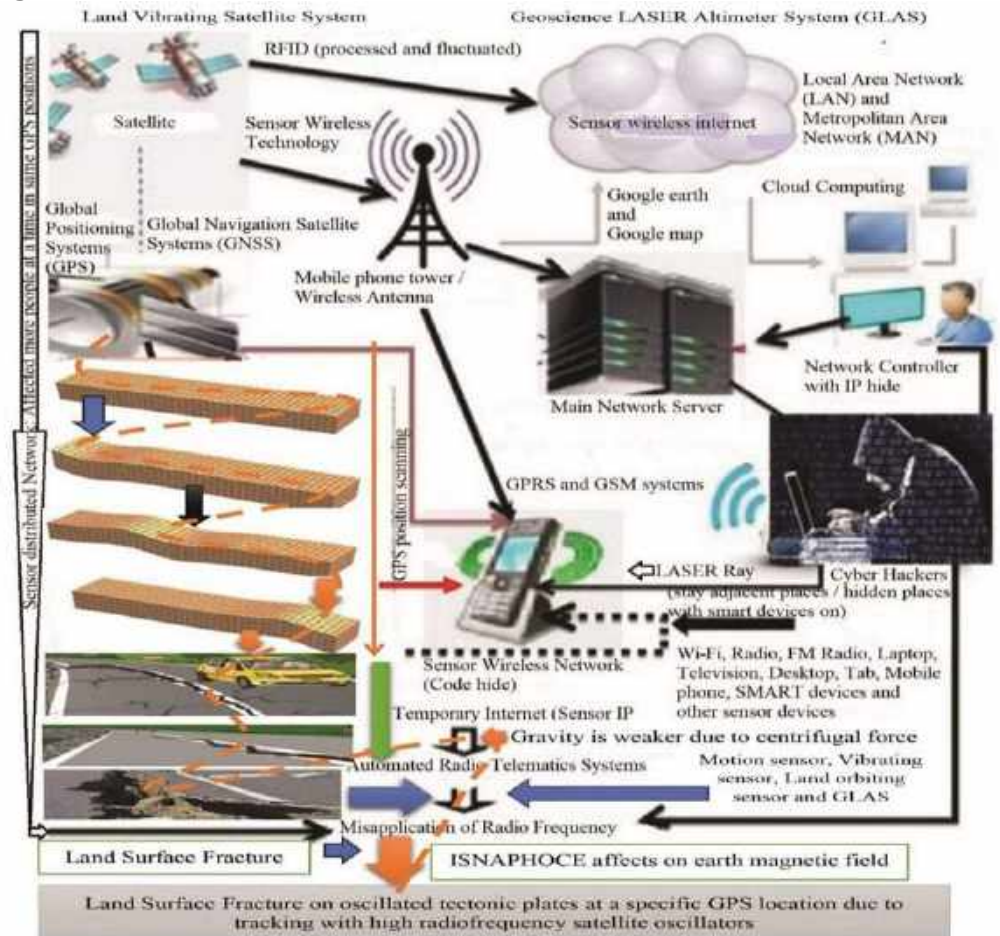 Land Vibrating Satellite System
Geoscience LASER Altimeter System (GLAS)
RFID (processed and fluctuated)
Satellite
Sensor Wireless
Technology
Sensor wireless internet
Local Area Network
(LAN) and
Metropolitan Area
Network (MAN)
Global
Positioning
Systems
(GPS)
Global Navigation Satellite
Systems (GNSS)
Google earth
and
Google map
Cloud Computing
Mobile phone tower /
Wireless Antenna
Main Network Server
Network Controller
with IP hide
Sensor distributed Network: Affected more people at a time in same GPS positions
GPS position scanning
GPRS and GSM systems
LASER Ray
Cyber Hackers
(stay adjacent places / hidden places
with smart devices on)
Sensor Wireless Network
(Code hide)
Wi-Fi, Radio, FM Radio, Laptop,
Television, Desktop, Tab, Mobile
phone, SMART devices and
other sensor devices
Temporary Internet (Sensor IP
Gravity is weaker due to centrifugal force
Automated Radio Telematics Systems
Motion sensor, Vibrating
sensor, Land orbiting
sensor and GLAS
Misapplication of Radio Frequency
Land Surface Fracture
ISNAPHOCE affects on earth magnetic field
Land Surface Fracture on oscillated tectonic plates at a specific GPS location due to
tracking with high radiofrequency satellite oscillators